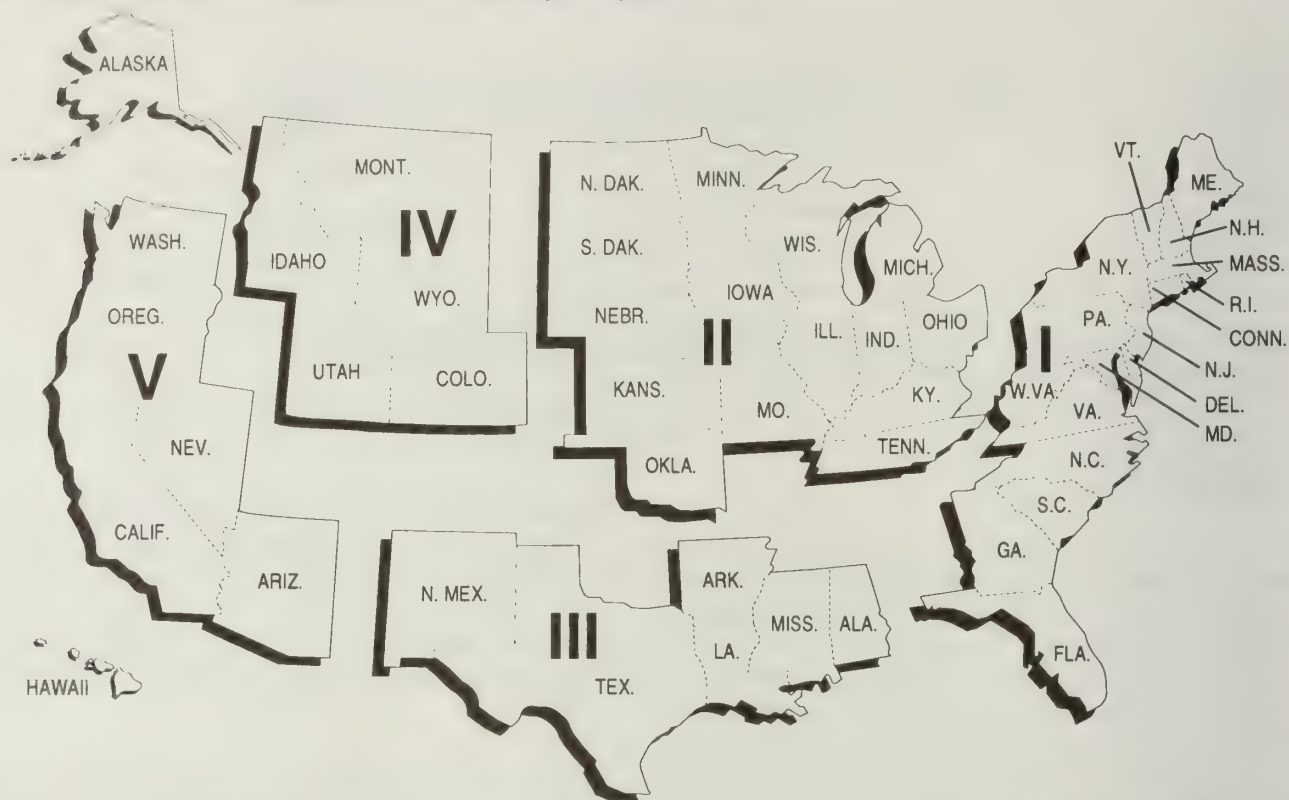 ALASKA
VT.
MONT.
N. DAK.
MINN.
ME.
IV
WASH.
WIS.
N.H.
S. DAK.
IDAHO
MICH.
N.Y.
MASS.
WYO.
IOWA
R.I.
OREG.
NEBR.
II
ILL.
IND.
OHIO
PA.
I
CONN.
V
UTAH
COLO.
KANS.
N.J.
MO.
KY.
W.VA.
VA.
DEL.
MD.
NEV.
TENN.
OKLA.
N.C.
S.C.
CALIF.
ARIZ.
N. MEX.
ARK.
GA.
III
MISS.
ALA.
LA.
FLA.
TEX.
HAWAII